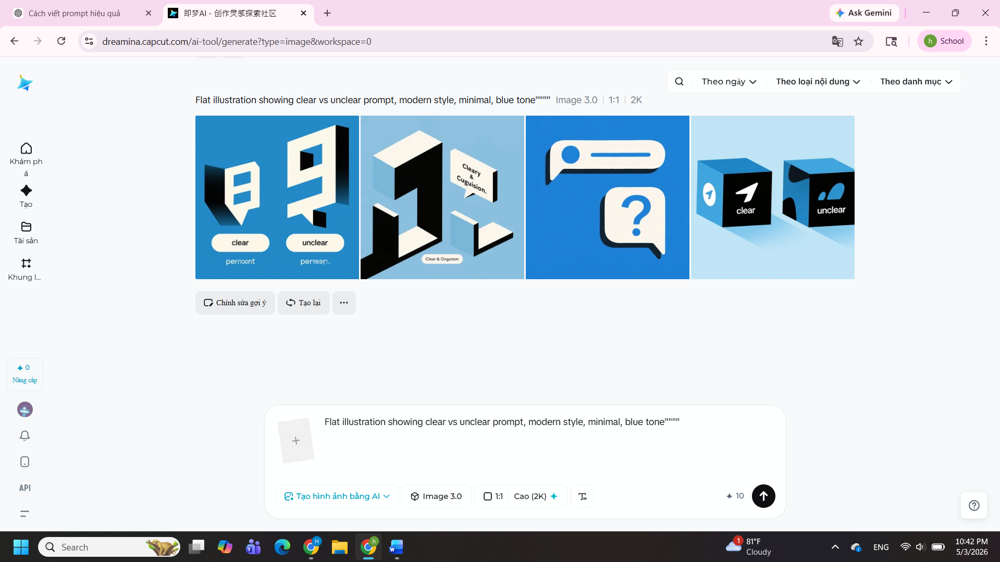 Cách viết prompt hiệu quả
即梦AI - 创作灵感探索社区
Ask Gemini
dreamina.capcut.com/ai-tool/generate?type=image&workspace=0
h
School
Theo ngày
Theo loại nội dung
Theo danh mục
Flat illustration showing clear vs unclear prompt, modern style, minimal, blue tone""""
Image 3.0
1:1
2K
clear
unclear
Cleary
&
Cuguision.
Clear & Ongutom
?
clear
unclear
Khám ph
á
Tạo
Tài sản
Khung l...
Chỉnh sửa gợi ý
Tạo lại
0
Nâng cấp
API
Flat illustration showing clear vs unclear prompt, modern style, minimal, blue tone""""
Tạo hình ảnh bằng AI
Image 3.0
1:1
Cao (2K)
10
Search
H
h
1
81°F
Cloudy
ENG
10:42 PM
5/3/2026